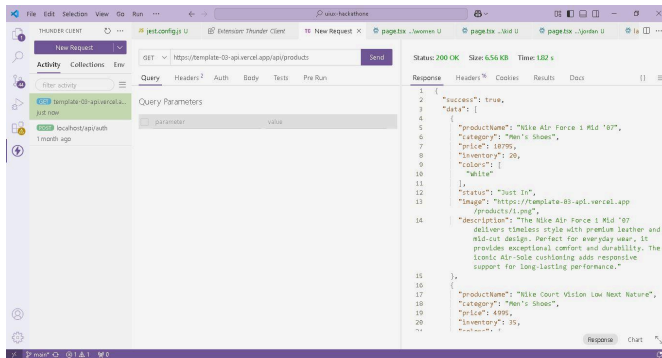 File Edit Selection View Go Run ... uiux-hackathone
THUNDER CLIENT
New Request
Activity Collections Env
filter activity
GET template-03-api.vercel.a...
just now
POST localhost/api/auth
1 month ago
jest.config.js U Extension: Thunder Client TC New Request page.tsx ...\women U page.tsx ...\kid U page.tsx ...\jordan U
GET https://template-03-api.vercel.app/api/products Send
Query Headers 2 Auth Body Tests Pre Run
Query Parameters
parameter value
Status: 200 OK Size: 6.56 KB Time: 1.82 s
Response Headers 16 Cookies Results Docs {}
1 {
2 "success": true,
3 "data": [
4 {
5 "productName": "Nike Air Force 1 Mid '07",
6 "category": "Men's Shoes",
7 "price": 10795,
8 "inventory": 20,
9 "colors": [
10 "White"
11 ],
12 "status": "Just In",
13 "image": "https://template-03-api.vercel.app
/products/1.png",
14 "description": "The Nike Air Force 1 Mid '07
delivers timeless style with premium leather and
mid-cut design. Perfect for everyday wear, it
provides exceptional comfort and durability. The
iconic Air-Sole cushioning adds responsive
support for long-lasting performance."
15 },
16 {
17 "productName": "Nike Court Vision Low Next Nature",
18 "category": "Men's Shoes",
19 "price": 4995,
20 "inventory": 35,
Response Chart
main* 1 1 0